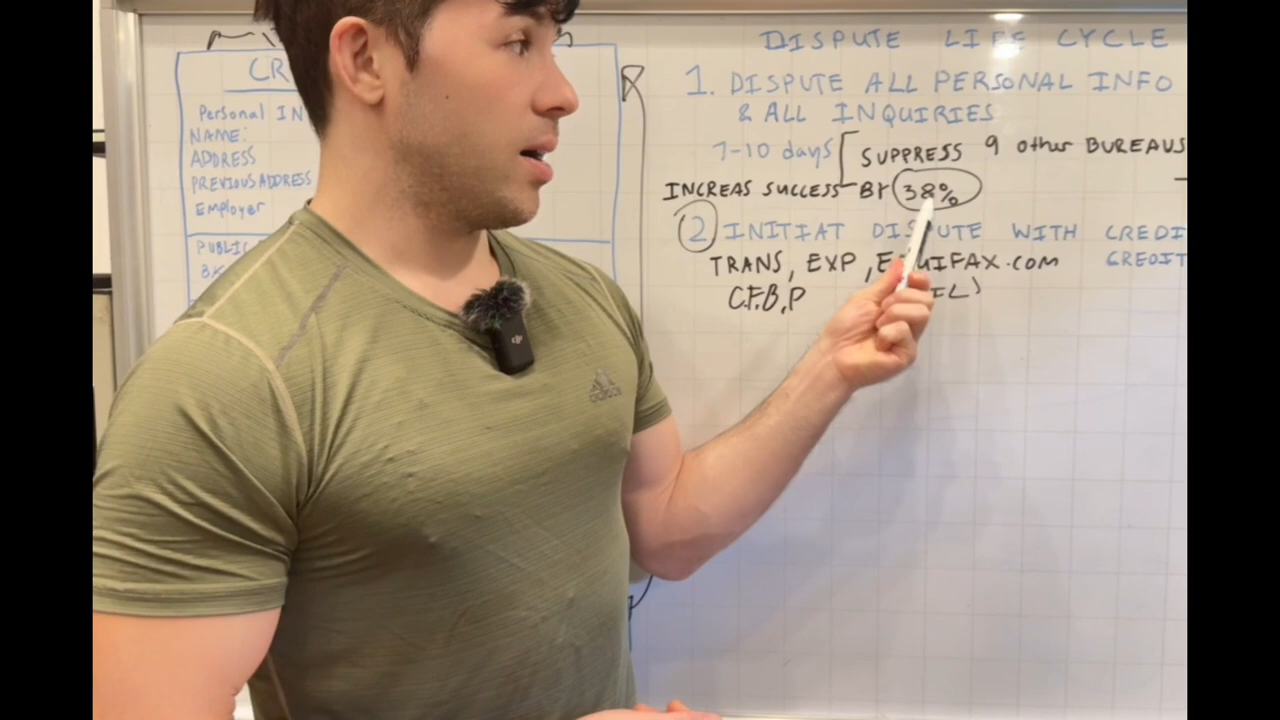 CR
Personal IN
NAME:
ADDRESS
PREVIOUS ADDRESS
Employer
PUBLIC
DISPUTE LIFE CYCLE
1. DISPUTE ALL PERSONAL INFO
& ALL INQUIRIES
7-10 days SUPPRESS 9 other BUREAUS
INCREAS SUCCESS BY 38%
2 INITIAT DISPUTE WITH CREDI
TRANS, EXP, EQUIFAX.COM CREDIT
C.F.B.P
adidas